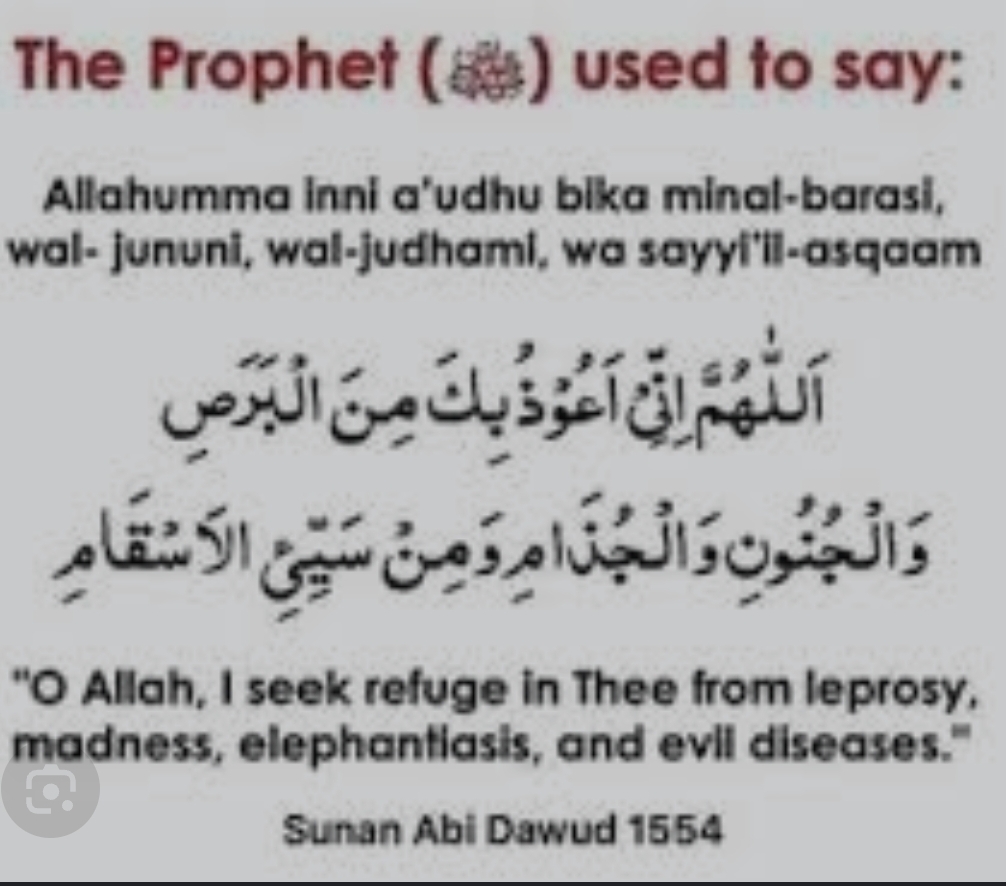 The Prophet (ﷺ) used to say:
Allahumma inni a'udhu bika minal-barasi,
wal- jununi, wal-judhami, wa sayyi'il-asqaam
اَللّٰهُمَّ اِنِّيْ اَعُوْذُ بِكَ مِنَ الْبَرَصِ
وَالْجُنُونِ وَالْجُذَامِ وَمِنْ سَيِّئِ الاَسْقَامِ
"O Allah, I seek refuge in Thee from leprosy,
madness, elephantiasis, and evil diseases."
Sunan Abi Dawud 1554